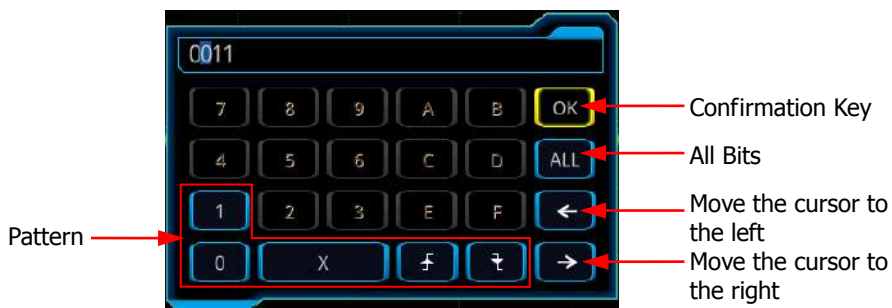 0011
7 8 9 A B OK
Confirmation Key
4 5 6 C D ALL
All Bits
1 2 3 E F ←
Move the cursor to
the left
Pattern
0 X →
Move the cursor to
the right